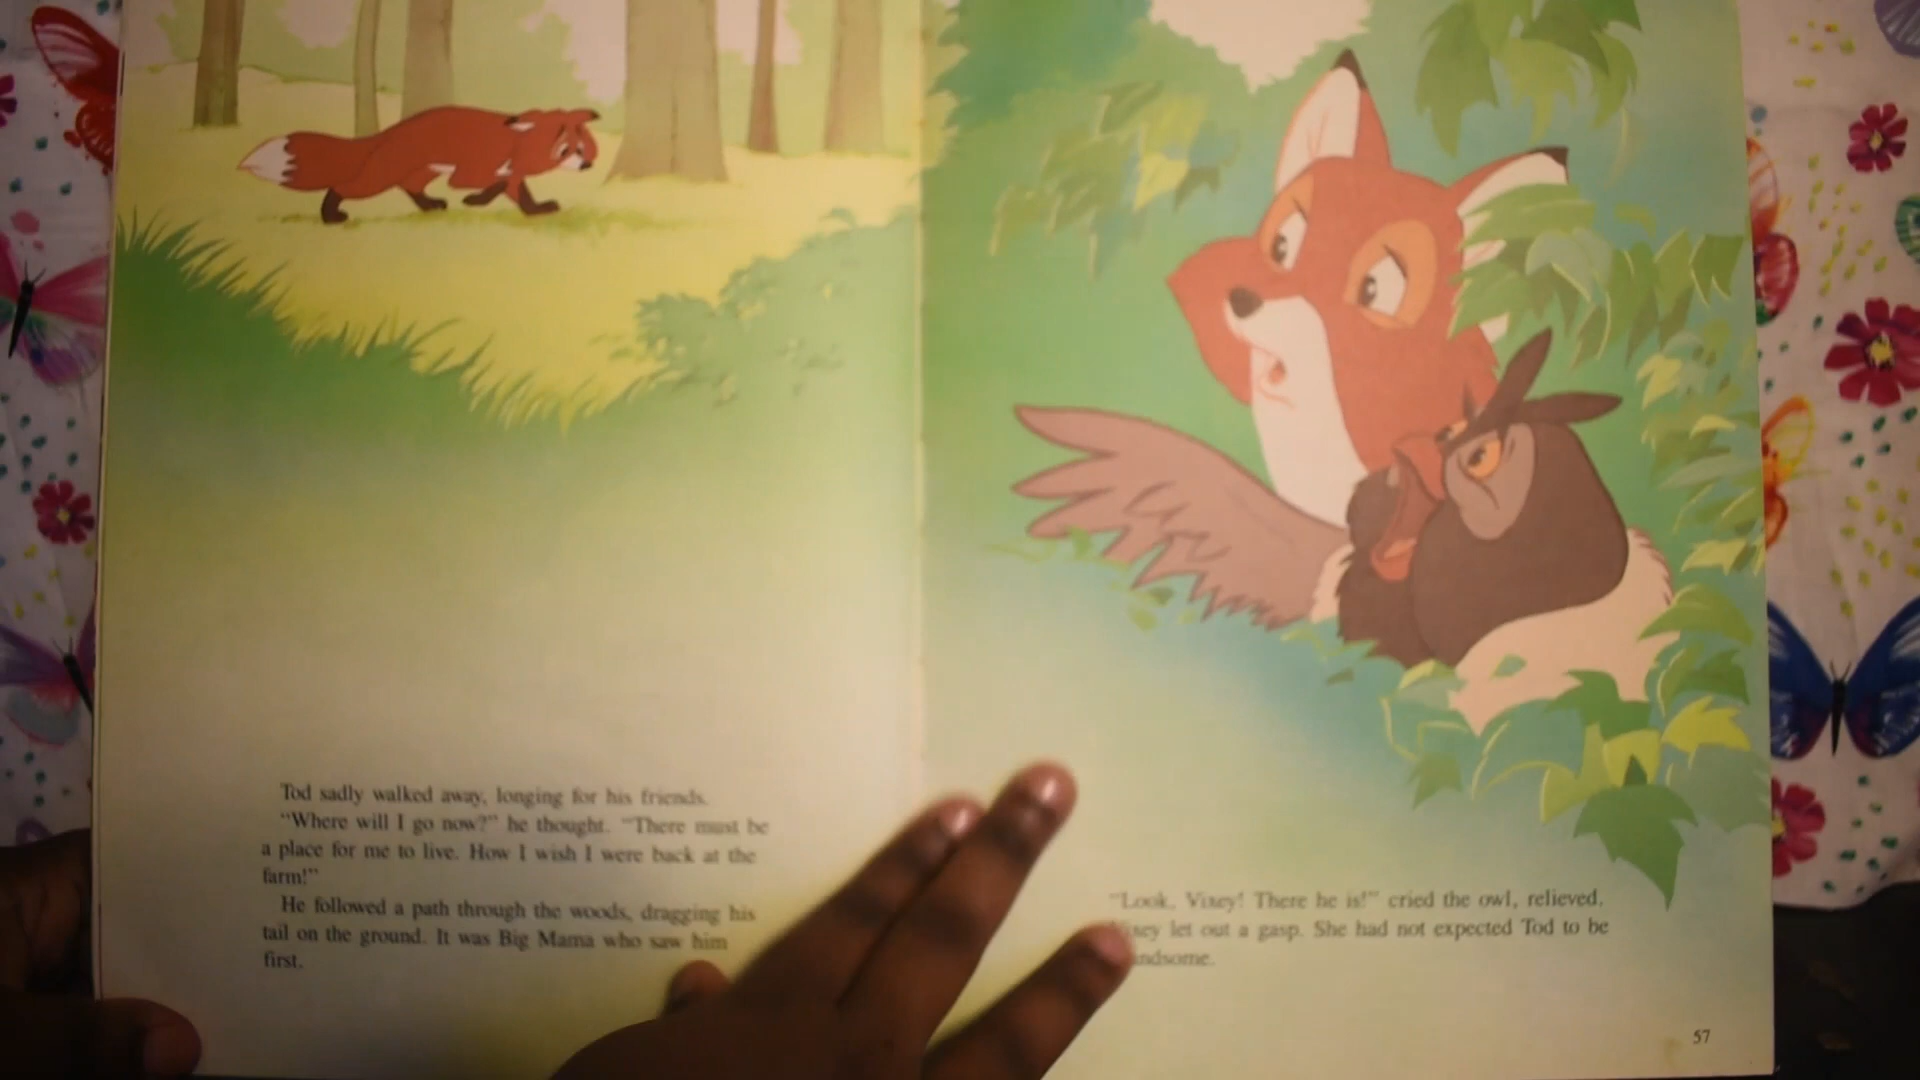 Tod sadly walked away, longing for his friends.
"Where will I go now?" he thought. "There must be
a place for me to live. How I wish I were back at the
farm!"
He followed a path through the woods, dragging his
tail on the ground. It was Big Mama who saw him
first.
"Look, Vixey! There he is!" cried the owl, relieved.
let out a gasp. She had not expected Tod to be
57